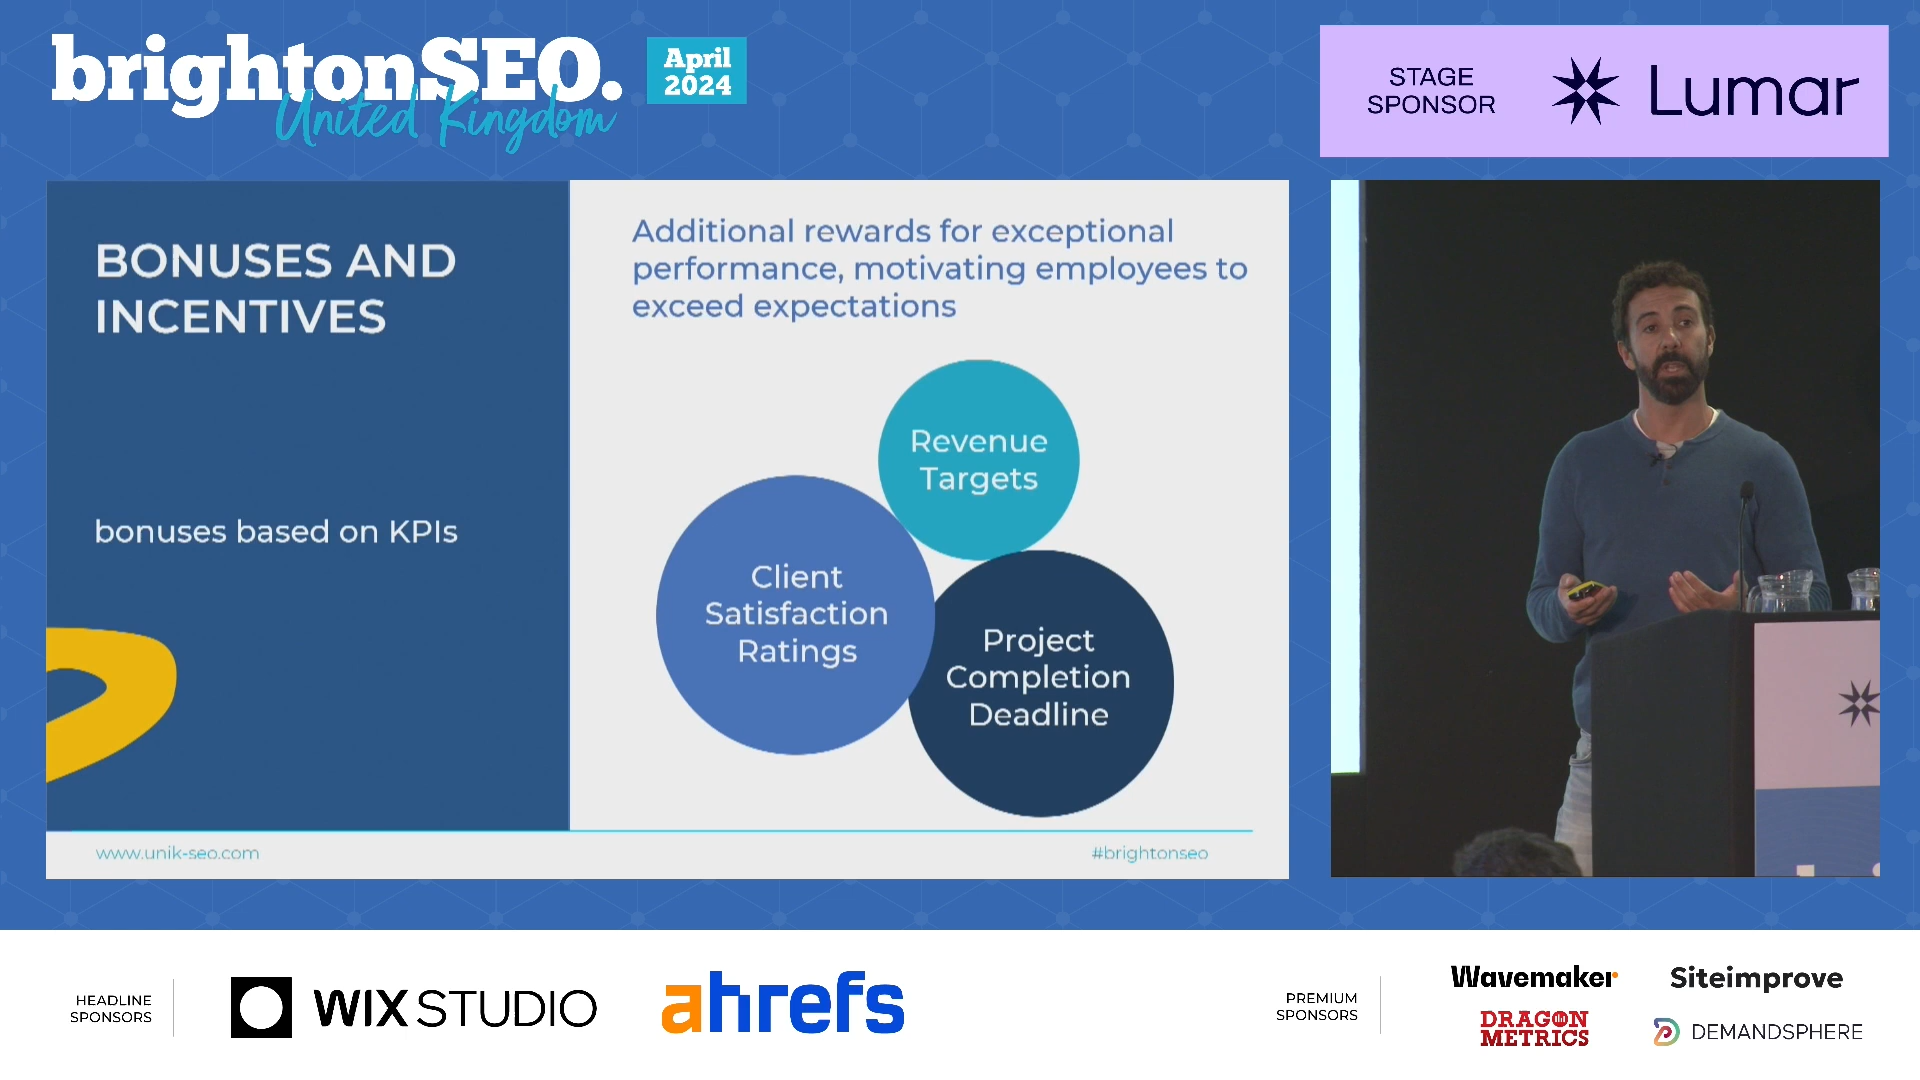 brightonSEO.
United Kingdom
April
2024
STAGE
SPONSOR
Lumar
BONUSES AND
INCENTIVES
bonuses based on KPIs
Additional rewards for exceptional
performance, motivating employees to
exceed expectations
Revenue
Targets
Client
Satisfaction
Ratings
Project
Completion
Deadline
www.unik-seo.com
#brightonseo
HEADLINE
SPONSORS
WIX STUDIO
ahrefs
PREMIUM
SPONSORS
Wavemaker
Siteimprove
DRAGON
METRICS
DEMANDSPHERE